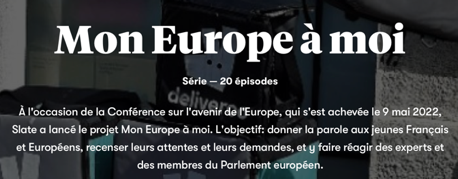 Mon Europe à moi
Série — 20 épisodes
À l'occasion de la Conférence sur l'avenir de l'Europe, qui s'est achevée le 9 mai 2022,
Slate a lancé le projet Mon Europe à moi. L'objectif: donner la parole aux jeunes Français
et Européens, recenser leurs attentes et leurs demandes, et y faire réagir des experts et
des membres du Parlement européen.